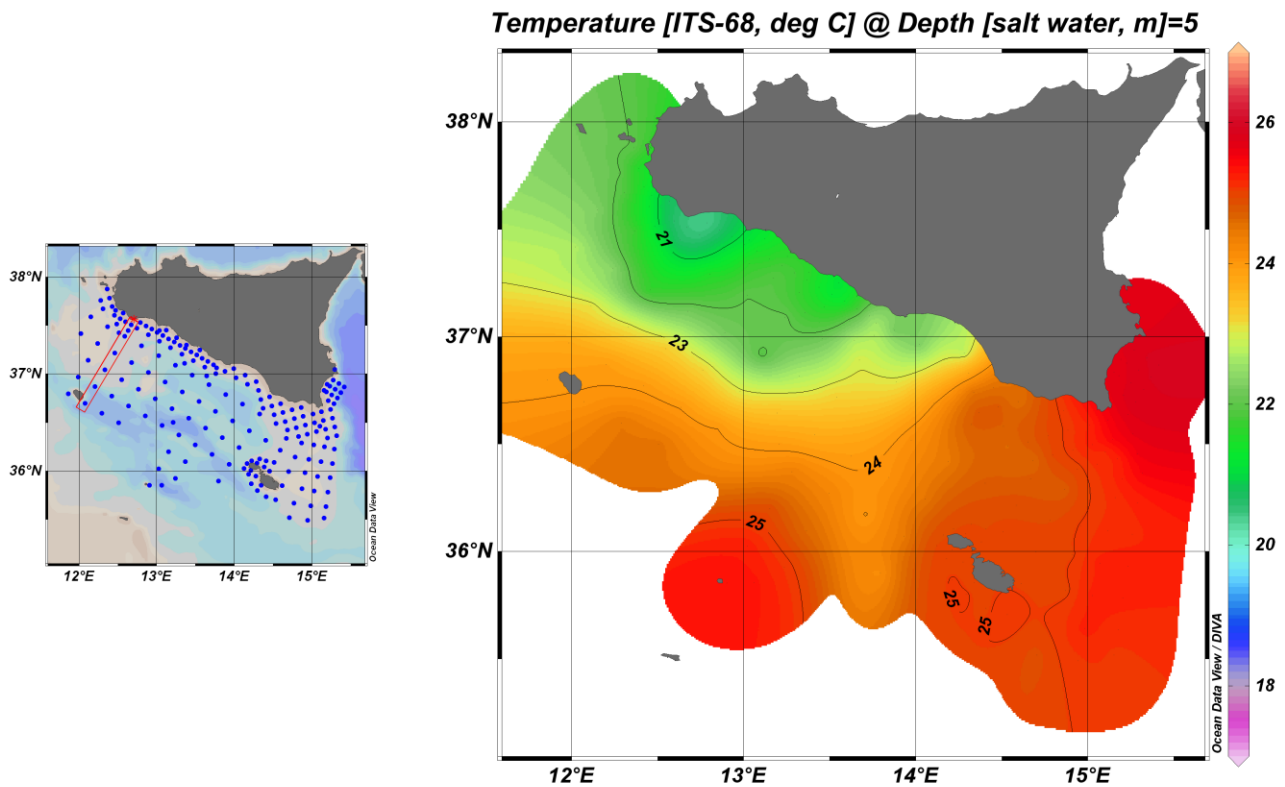 Temperature [ITS-68, deg C] @ Depth [salt water, m]=5
38°N
37°N
36°N
12°E
13°E
14°E
15°E
Ocean Data View
38°N
37°N
36°N
12°E
13°E
14°E
15°E
21
23
24
25
25
25
Ocean Data View / DIVA
26
24
22
20
18